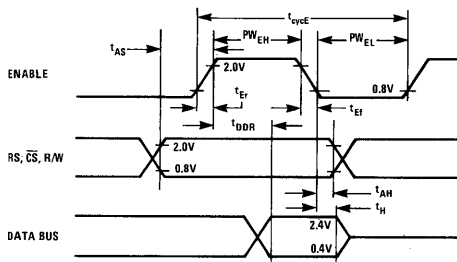 t_cycE
t_AS
PW_EH
PW_EL
ENABLE
2.0V
0.8V
t_Er
t_Ef
t_DDR
RS, C̅S̅, R/W
2.0V
0.8V
t_AH
t_H
DATA BUS
2.4V
0.4V